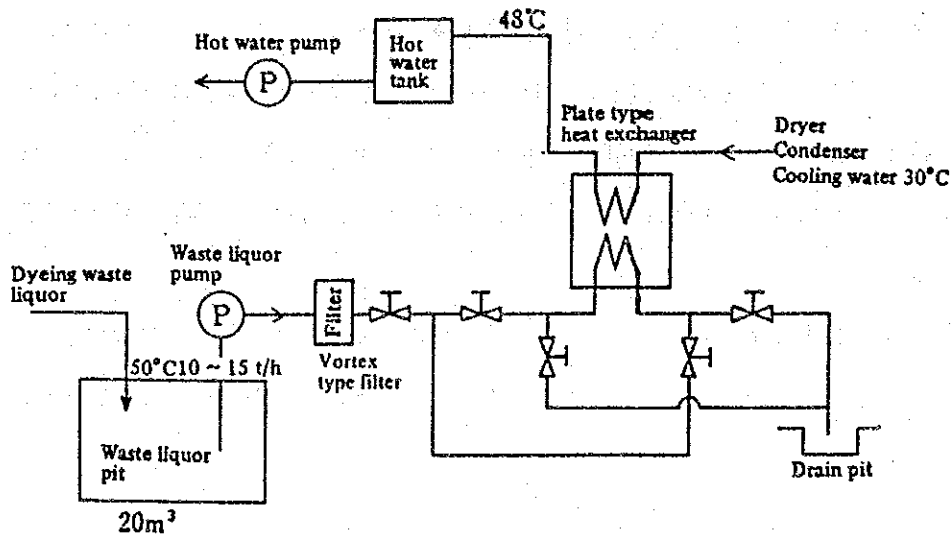 48℃
Hot water pump
P
Hot
water
tank
Plate type
heat exchanger
Dryer
Condenser
Cooling water 30°C
Waste liquor
pump
Dyeing waste
liquor
P
Filter
Vortex
type filter
50°C10 ~ 15 t/h
Waste liquor
pit
20m³
Drain pit